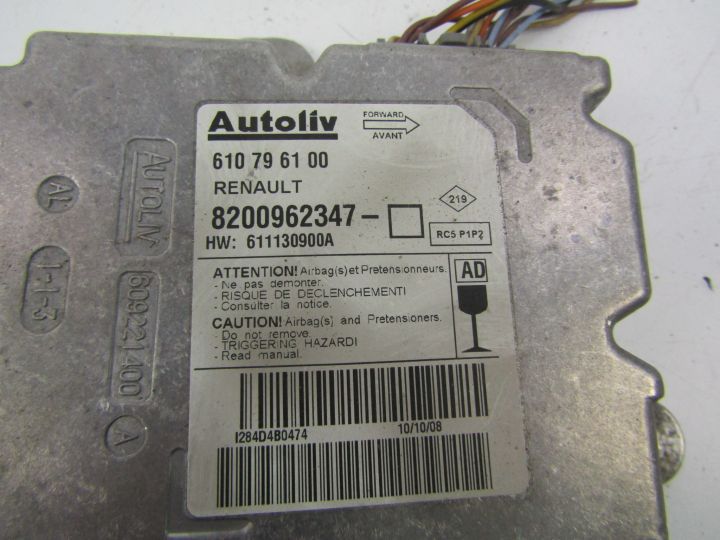 Autoliv
FORWARD
AVANT
610 79 61 00
RENAULT
219
8200962347-
RC5 P1P2
HW: 611130900A
ATTENTION! Airbag(s) et Pretensionneurs.
- Ne pas demonter.
- RISQUE DE DECLENCHEMENT!
- Consulter la notice.
AD
CAUTION! Airbag(s) and Pretensioners.
- Do not remove.
- TRIGGERING HAZARD!
- Read manual.
I284D4B0474
10/10/08
AUTOLIV
609221400
A
AL
1-1-3